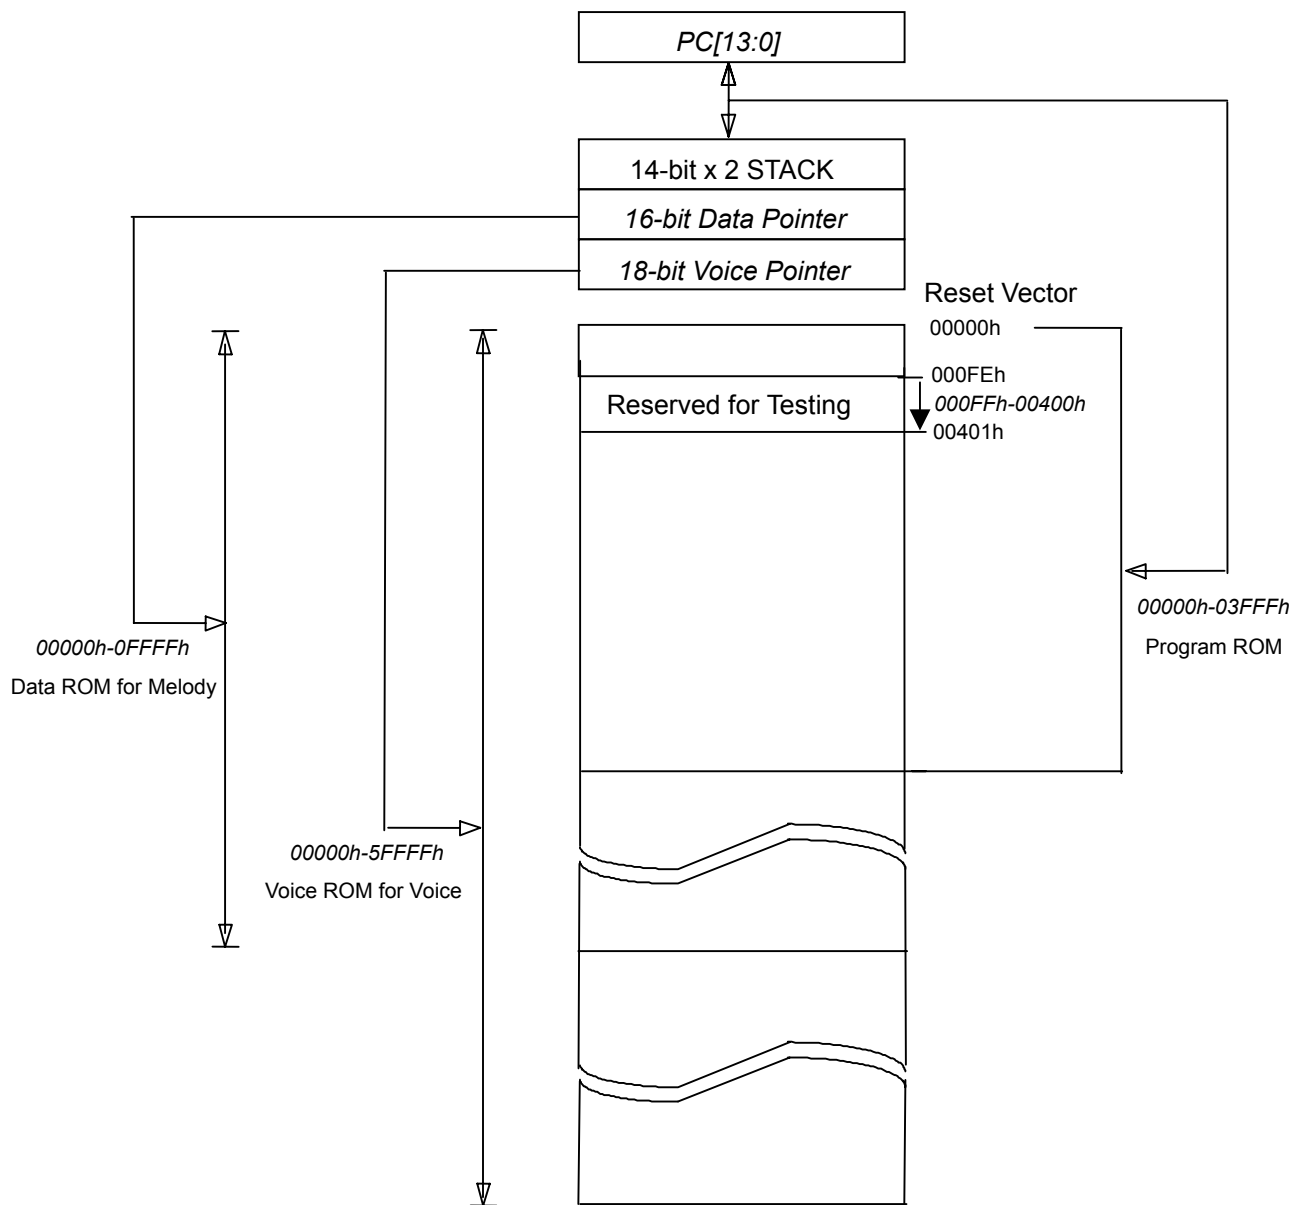 PC[13:0]
14-bit x 2 STACK
16-bit Data Pointer
18-bit Voice Pointer
Reset Vector
00000h
000FEh
Reserved for Testing
000FFh-00400h
00401h
00000h-03FFFh
Program ROM
00000h-0FFFFh
Data ROM for Melody
00000h-5FFFFh
Voice ROM for Voice